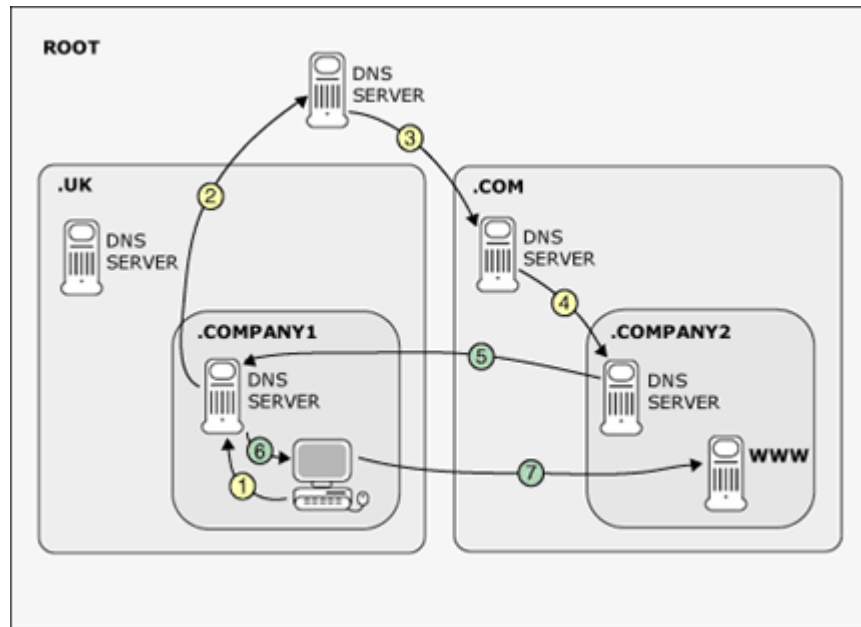 ROOT
DNS
SERVER
3
.UK
2
DNS
SERVER
.COM
DNS
SERVER
4
.COMPANY1
DNS
SERVER
6
1
5
.COMPANY2
DNS
SERVER
7
WWW